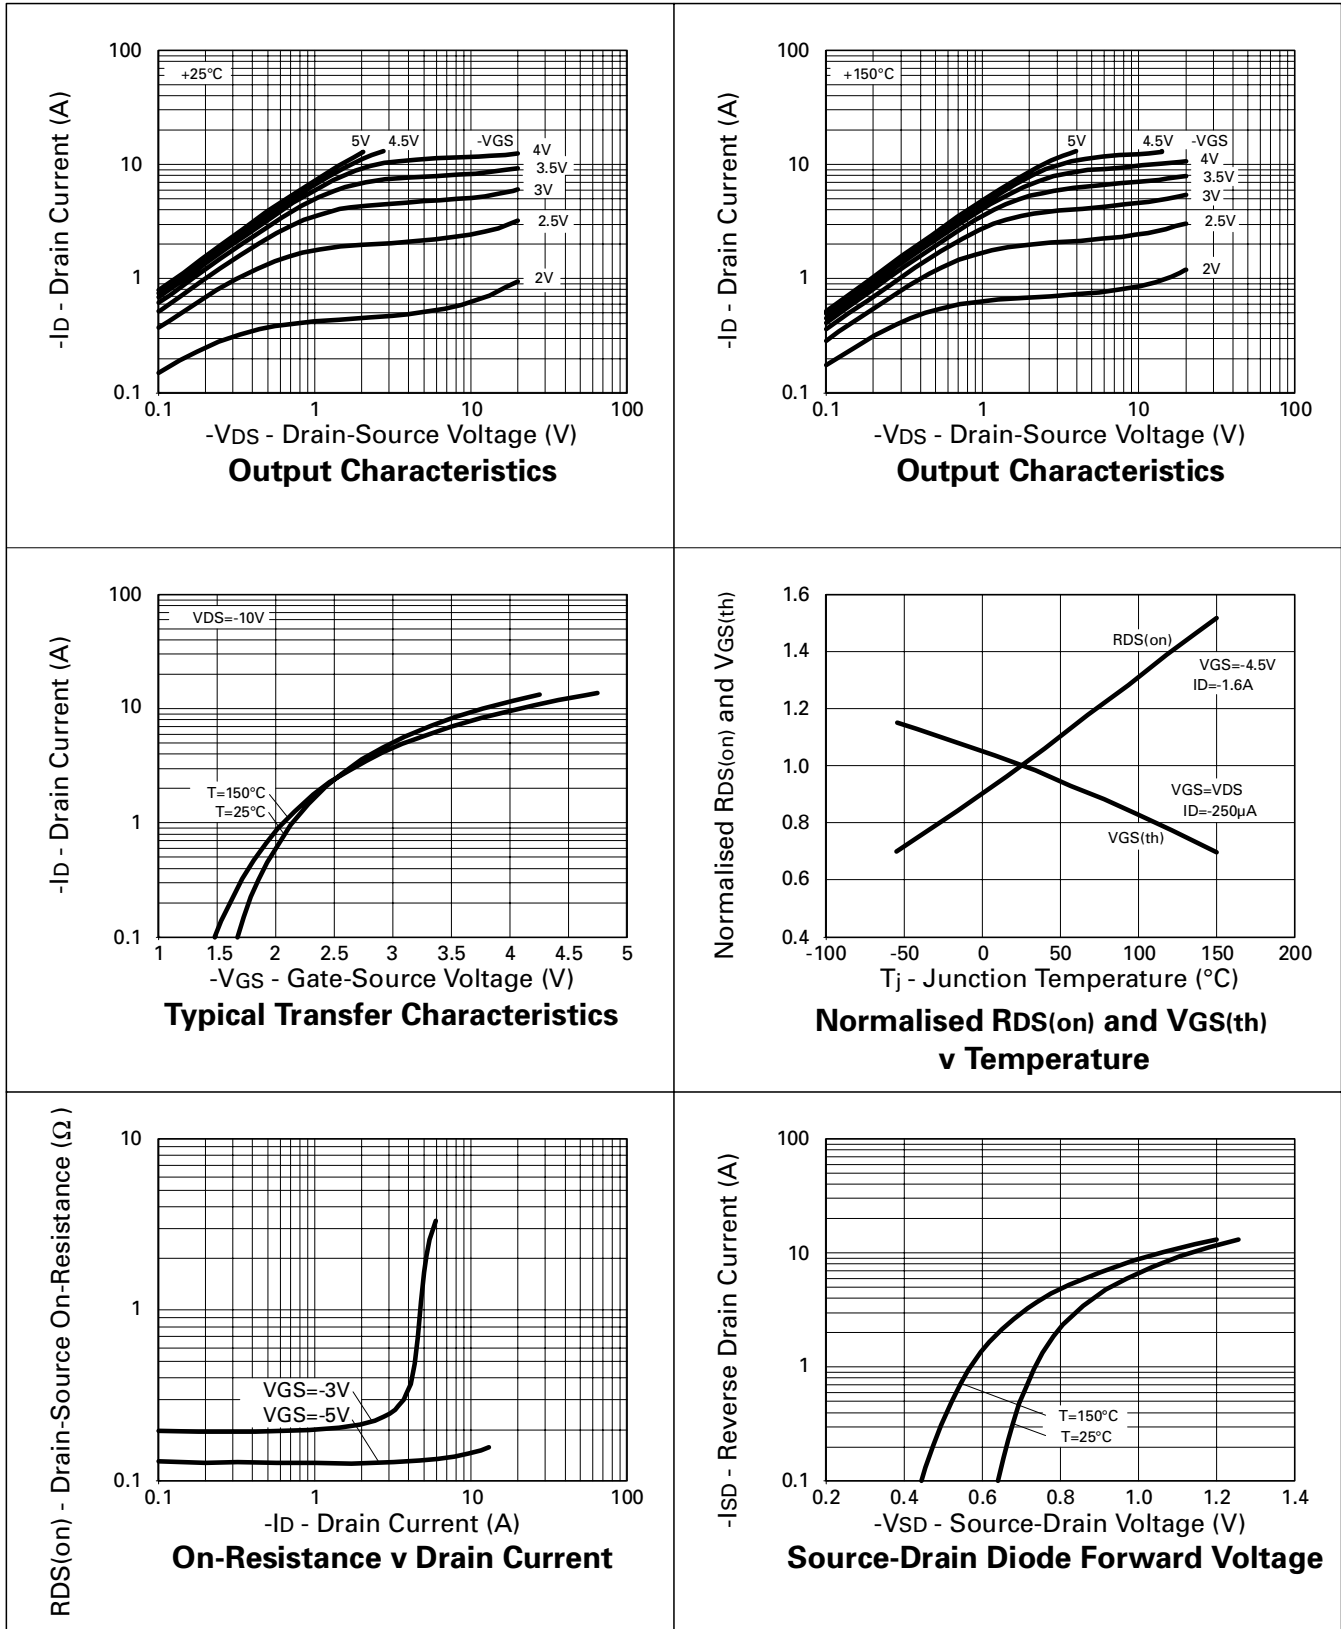 100
10
1
0.1
+25°C
5V 4.5V -VGS
4V
3.5V
3V
2.5V
2V
0.1 1 10 100
-ID - Drain Current (A)
-VDS - Drain-Source Voltage (V)
Output Characteristics
100
10
1
0.1
+150°C
5V 4.5V -VGS
4V
3.5V
3V
2.5V
2V
0.1 1 10 100
-ID - Drain Current (A)
-VDS - Drain-Source Voltage (V)
Output Characteristics
100
10
1
0.1
VDS=-10V
T=150°C
T=25°C
1 1.5 2 2.5 3 3.5 4 4.5 5
-ID - Drain Current (A)
-VGS - Gate-Source Voltage (V)
Typical Transfer Characteristics
1.6
1.4
1.2
1.0
0.8
0.6
0.4
RDS(on)
VGS=-4.5V
ID=-1.6A
VGS=VDS
ID=-250µA
VGS(th)
-100 -50 0 50 100 150 200
Normalised RDS(on) and VGS(th)
Tj - Junction Temperature (°C)
Normalised RDS(on) and VGS(th)
v Temperature
10
1
0.1
VGS=-3V
VGS=-5V
0.1 1 10 100
RDS(on) - Drain-Source On-Resistance (Ω)
-ID - Drain Current (A)
On-Resistance v Drain Current
100
10
1
0.1
T=150°C
T=25°C
0.2 0.4 0.6 0.8 1.0 1.2 1.4
-ISD - Reverse Drain Current (A)
-VSD - Source-Drain Voltage (V)
Source-Drain Diode Forward Voltage